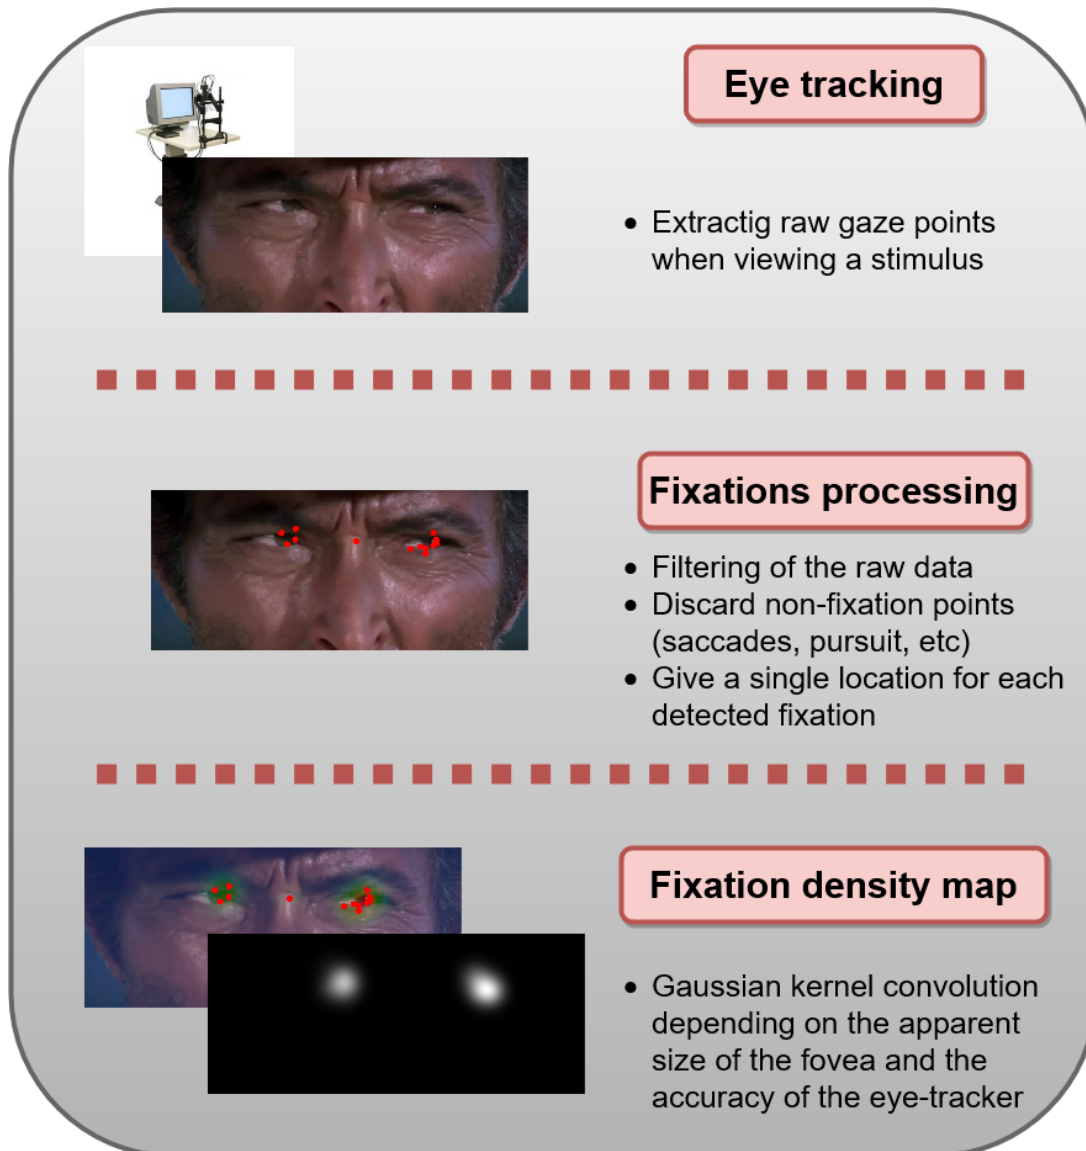 Eye tracking
• Extractig raw gaze points
when viewing a stimulus
Fixations processing
• Filtering of the raw data
• Discard non-fixation points
(saccades, pursuit, etc)
• Give a single location for each
detected fixation
Fixation density map
• Gaussian kernel convolution
depending on the apparent
size of the fovea and the
accuracy of the eye-tracker